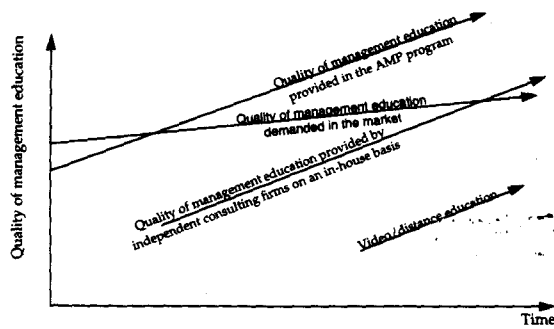 Quality of management education
Quality of management education
provided in the AMP program
Quality of management education
demanded in the market
Quality of management education provided by
independent consulting firms on an in-house basis
Video/distance education
Time